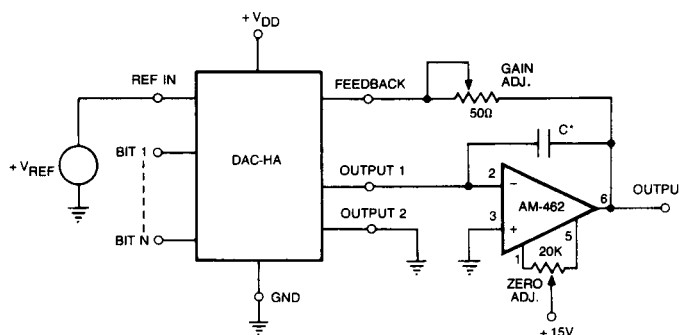 + VDD
REF IN
FEEDBACK
GAIN
ADJ.
50Ω
C*
BIT 1
DAC-HA
+ VREF
OUTPUT 1
2
−
AM-462
6
OUTPU
OUTPUT 2
3
+
5
BIT N
1
20K
ZERO
ADJ.
GND
+ 15V